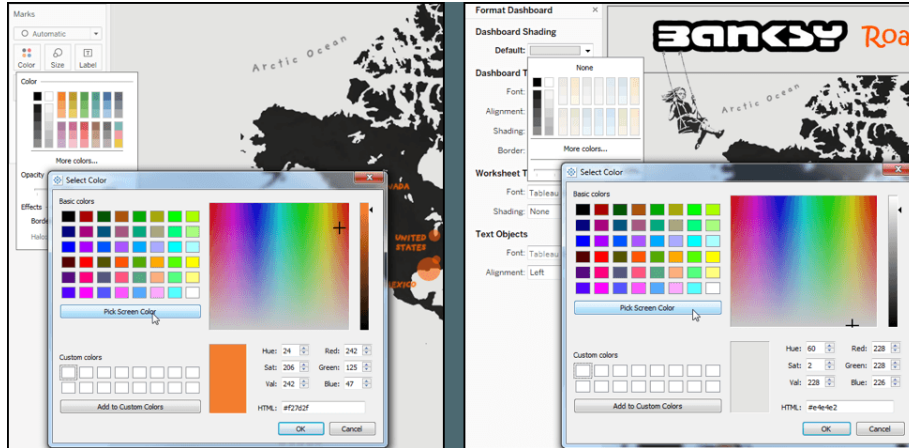 Marks
Automatic
Color
Size
Label
Color
More colors...
Opacity
Effects
Arctic Ocean
UNITED
STATES
Select Color
Basic colors
Pick Screen Color
Custom colors
Add to Custom Colors
Hue: 24
Red: 242
Sat: 206
Green: 125
Val: 242
Blue: 47
HTML: #f27d2f
OK
Cancel
Format Dashboard
Dashboard Shading
Default:
None
Dashboard T
Font:
Alignment:
Shading:
Border:
More colors...
Worksheet T
Font: Tableau
Shading: None
Text Objects
Font: Tableau
Alignment: Left
BANKSY Roa
Arctic Ocean
Select Color
Basic colors
Pick Screen Color
Custom colors
Add to Custom Colors
Hue: 60
Red: 228
Sat: 2
Green: 228
Val: 228
Blue: 226
HTML: #e4e4e2
OK
Cancel